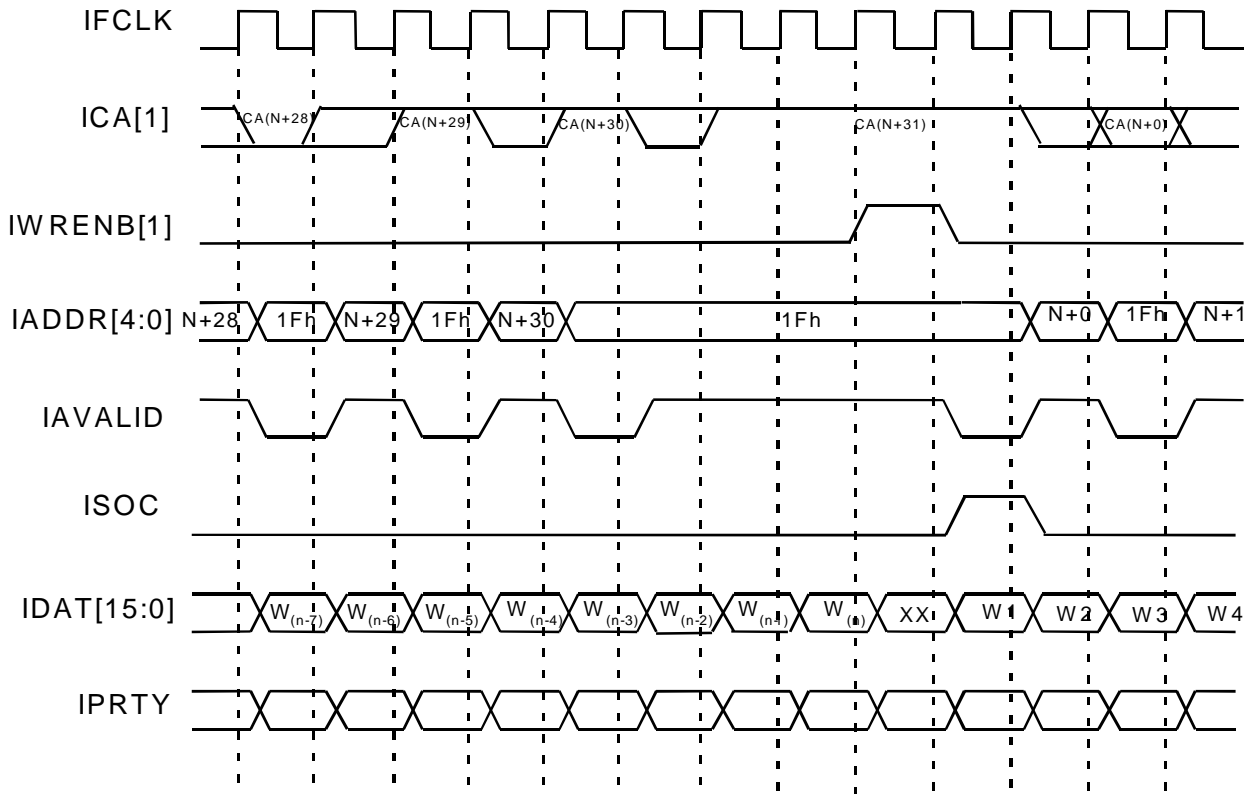 IFCLK
ICA[1] CA(N+28) CA(N+29) CA(N+30) CA(N+31) CA(N+0)
IWRENB[1]
IADDR[4:0] N+28 1Fh N+29 1Fh N+30 1Fh N+0 1Fh N+1
IAVALID
ISOC
IDAT[15:0] W(n-7) W(n-6) W(n-5) W(n-4) W(n-3) W(n-2) W(n-1) W(n) XX W1 W2 W3 W4
IPRTY